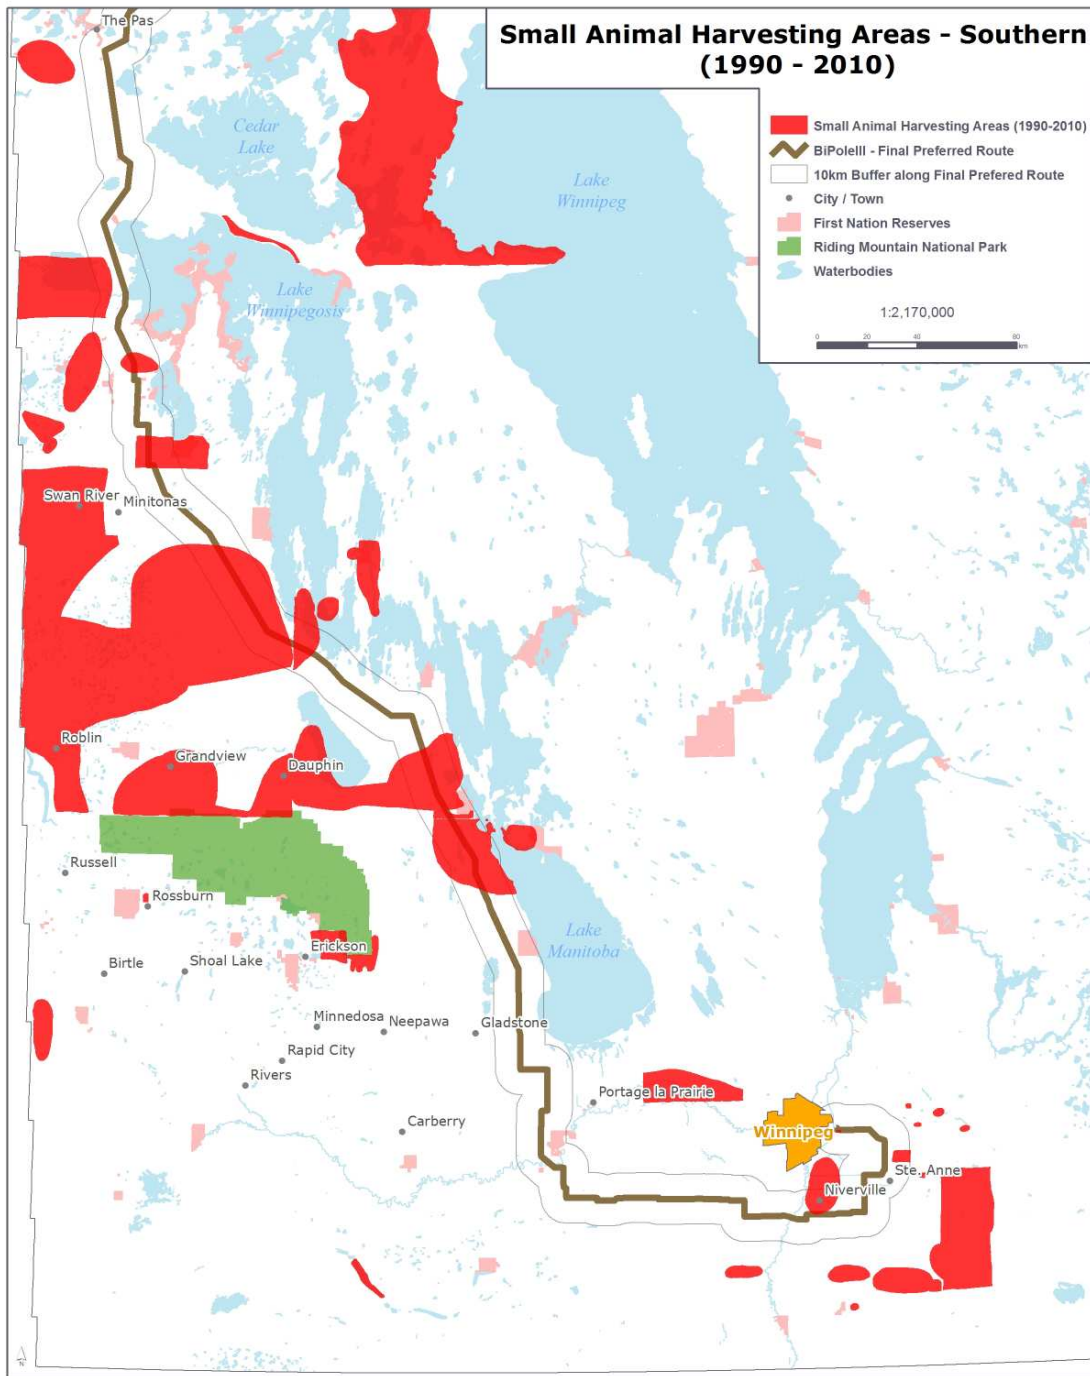 The Pas
Small Animal Harvesting Areas - Southern
(1990 - 2010)
Small Animal Harvesting Areas (1990-2010)
BiPoleIII - Final Preferred Route
10km Buffer along Final Prefered Route
City / Town
First Nation Reserves
Riding Mountain National Park
Waterbodies
1:2,170,000
0 20 40 80
km
Cedar
Lake
Lake
Winnipeg
Lake
Winnipegosis
Swan River
Minitonas
Roblin
Grandview
Dauphin
Russell
Rossburn
Erickson
Lake
Manitoba
Birtle
Shoal Lake
Minnedosa
Neepawa
Gladstone
Rapid City
Rivers
Portage la Prairie
Carberry
Winnipeg
Ste. Anne
Niverville
N